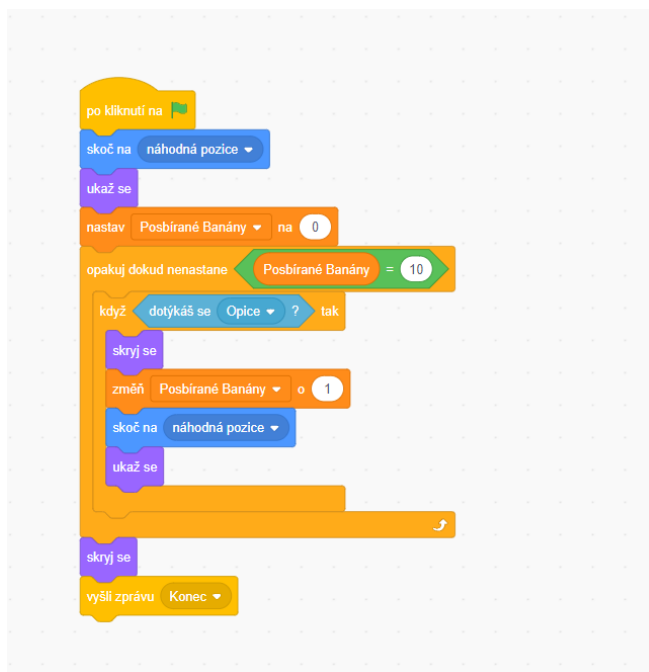 po kliknutí na
skoč na náhodná pozice
ukaž se
nastav Posbírané Banány na 0
opakuj dokud nenastane Posbírané Banány = 10
když dotýkáš se Opice ? tak
skryj se
změň Posbírané Banány o 1
skoč na náhodná pozice
ukaž se
skryj se
vyšli zprávu Konec